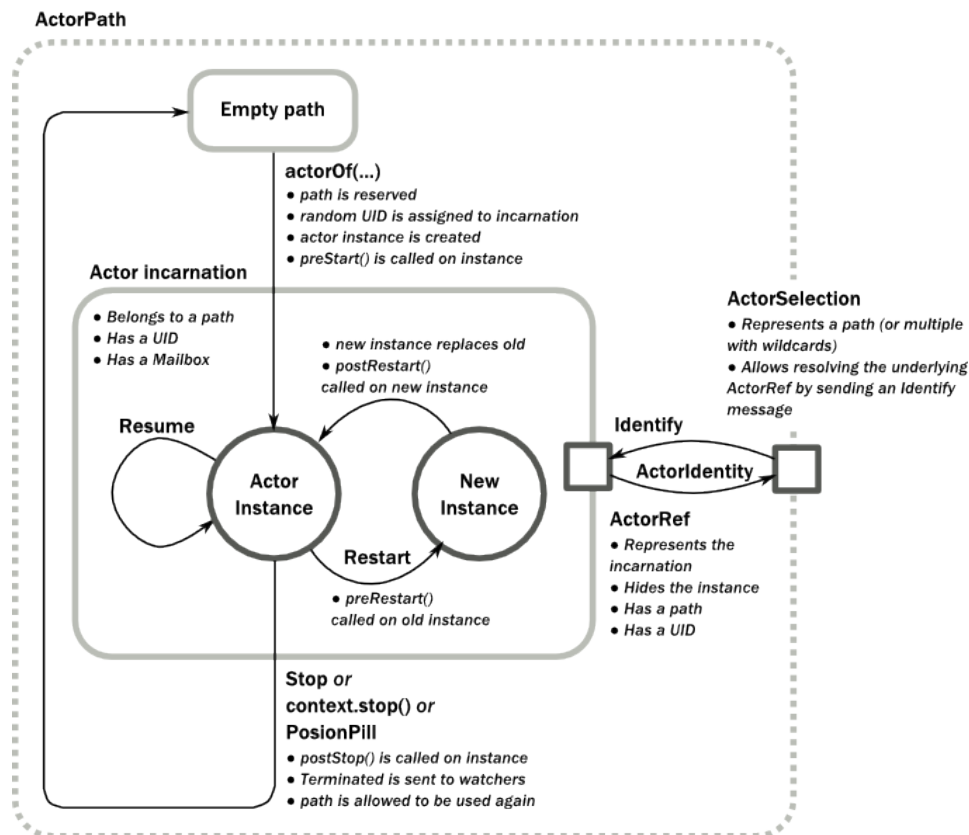 ActorPath
Empty path
actorOf(...)
● path is reserved
● random UID is assigned to incarnation
● actor instance is created
● preStart() is called on instance
Actor incarnation
● Belongs to a path
● Has a UID
● Has a Mailbox
● new instance replaces old
● postRestart()
called on new instance
Resume
Actor
Instance
New
Instance
Restart
● preRestart()
called on old instance
ActorSelection
● Represents a path (or multiple
with wildcards)
● Allows resolving the underlying
ActorRef by sending an Identify
message
Identify
ActorIdentity
ActorRef
● Represents the
incarnation
● Hides the instance
● Has a path
● Has a UID
Stop or
context.stop() or
PosionPill
● postStop() is called on instance
● Terminated is sent to watchers
● path is allowed to be used again